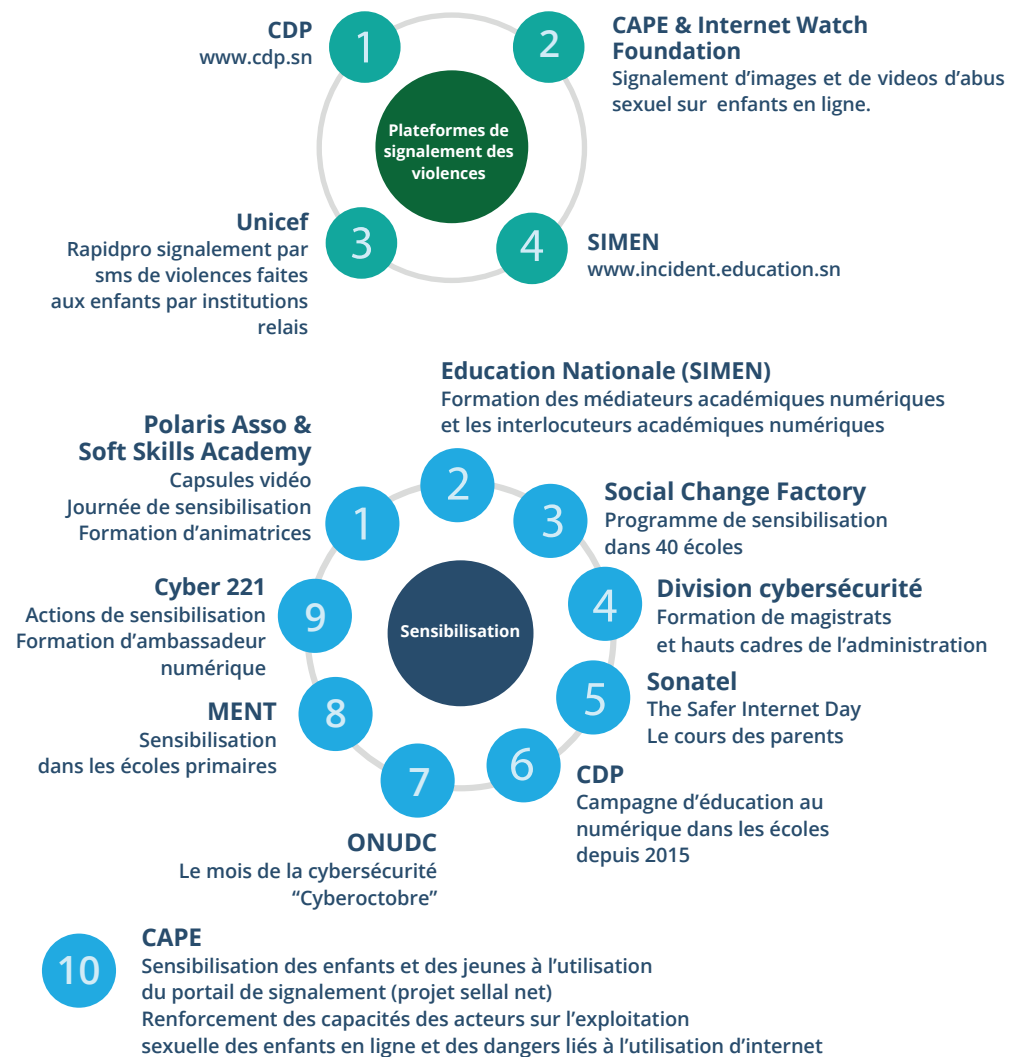 CDP
www.cdp.sn
1
2
CAPE & Internet Watch
Foundation
Signalement d’images et de videos d’abus
sexuel sur enfants en ligne.
Plateformes de
signalement des
violences
Unicef
Rapidpro signalement par
sms de violences faites
aux enfants par institutions
relais
3
4
SIMEN
www.incident.education.sn
Education Nationale (SIMEN)
Formation des médiateurs académiques numériques
et les interlocuteurs académiques numériques
Polaris Asso &
Soft Skills Academy
Capsules vidéo
Journée de sensibilisation
Formation d’animatrices
1
2
3
Social Change Factory
Programme de sensibilisation
dans 40 écoles
4
Division cybersécurité
Formation de magistrats
et hauts cadres de l’administration
Sensibilisation
Cyber 221
Actions de sensibilisation
Formation d’ambassadeur
numérique
9
5
Sonatel
The Safer Internet Day
Le cours des parents
MENT
Sensibilisation
dans les écoles primaires
8
7
6
CDP
Campagne d’éducation au
numérique dans les écoles
depuis 2015
ONUDC
Le mois de la cybersécurité
“Cyberoctobre”
10
CAPE
Sensibilisation des enfants et des jeunes à l’utilisation
du portail de signalement (projet sellal net)
Renforcement des capacités des acteurs sur l’exploitation
sexuelle des enfants en ligne et des dangers liés à l’utilisation d’internet